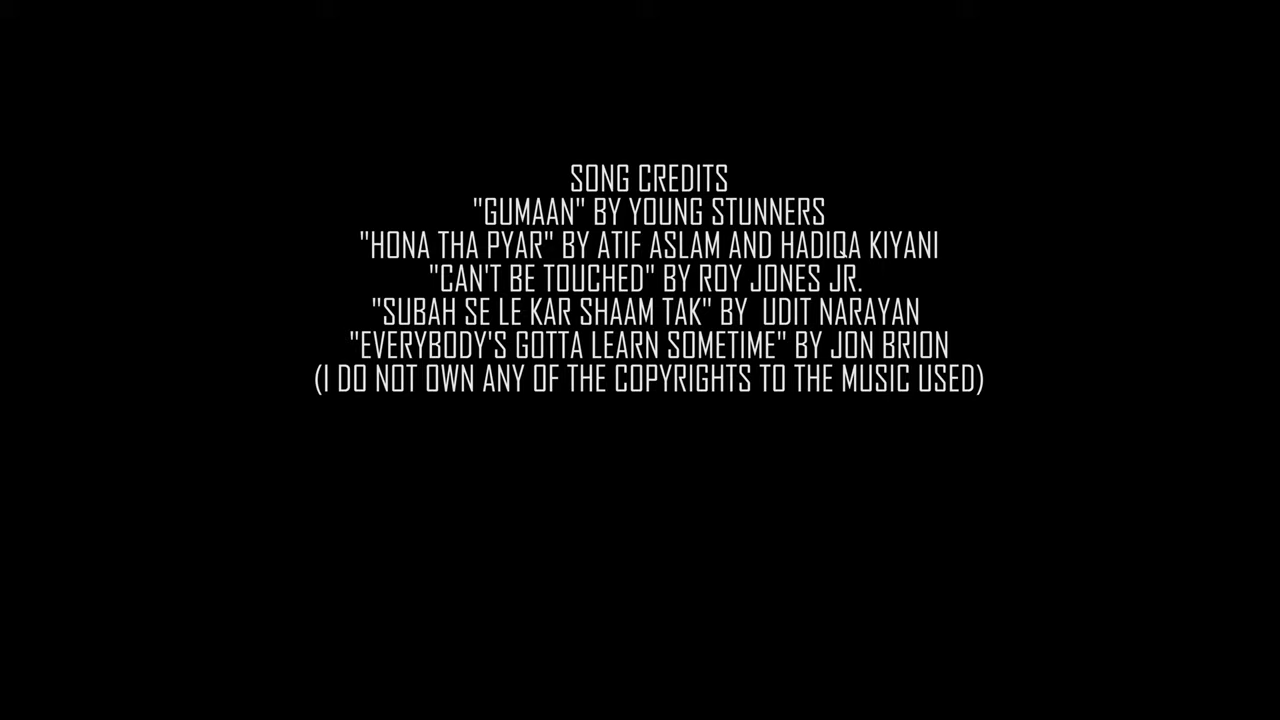 SONG CREDITS
"GUMAAN" BY YOUNG STUNNERS
"HONA THA PYAR" BY ATIF ASLAM AND HADIQA KIYANI
"CAN'T BE TOUCHED" BY ROY JONES JR.
"SUBAH SE LE KAR SHAAM TAK" BY  UDIT NARAYAN
"EVERYBODY'S GOTTA LEARN SOMETIME" BY JON BRION
(I DO NOT OWN ANY OF THE COPYRIGHTS TO THE MUSIC USED)